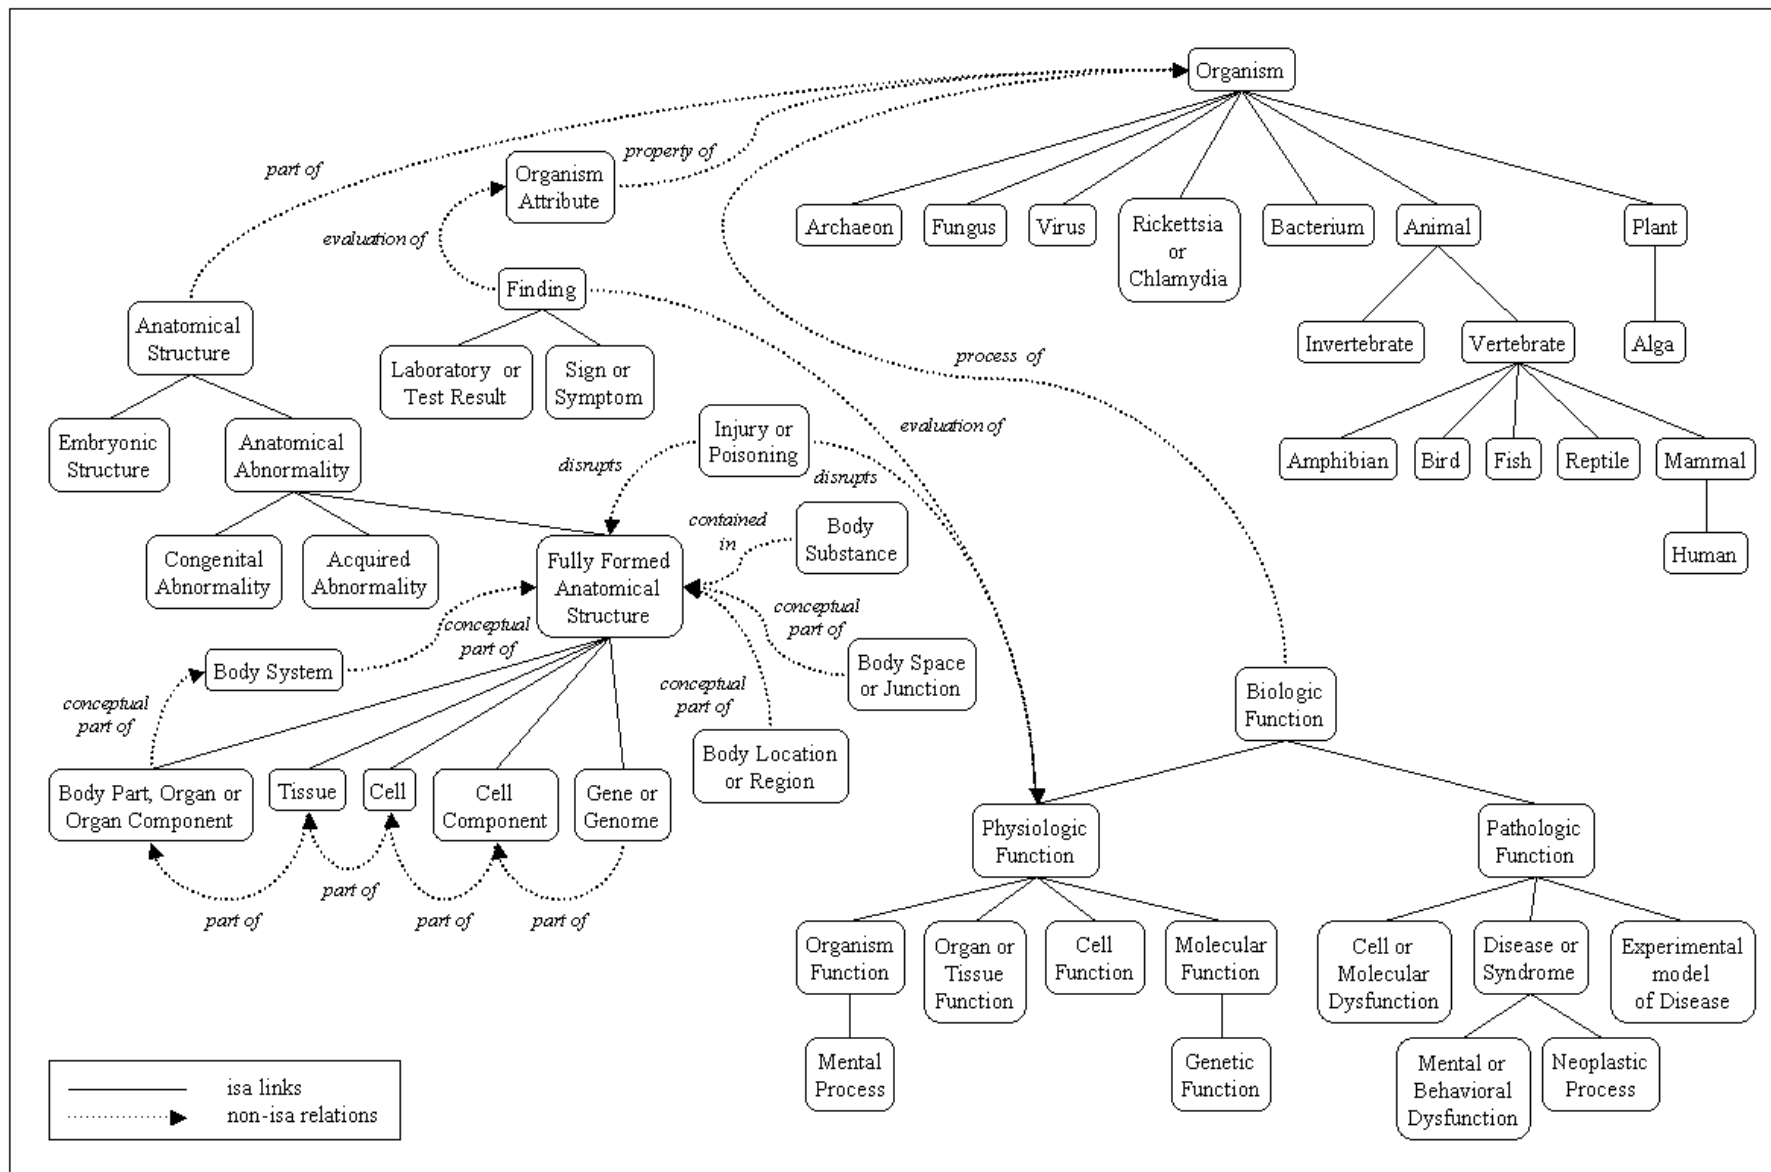 Organism
part of
property of
Organism
Attribute
evaluation of
Archaeon
Fungus
Virus
Rickettsia
or
Chlamydia
Bacterium
Animal
Plant
Finding
Anatomical
Structure
Laboratory or
Test Result
Sign or
Symptom
process of
Invertebrate
Vertebrate
Alga
Embryonic
Structure
Anatomical
Abnormality
Injury or
Poisoning
evaluation of
disrupts
disrupts
Amphibian
Bird
Fish
Reptile
Mammal
Human
Congenital
Abnormality
Acquired
Abnormality
Fully Formed
Anatomical
Structure
contained
in
Body
Substance
conceptual
part of
conceptual
part of
Body System
Body Space
or Junction
conceptual
part of
conceptual
part of
Body Location
or Region
Biologic
Function
Body Part, Organ or
Organ Component
Tissue
Cell
Cell
Component
Gene or
Genome
part of
part of
part of
part of
Physiologic
Function
Pathologic
Function
Organism
Function
Organ or
Tissue
Function
Cell
Function
Molecular
Function
Cell or
Molecular
Dysfunction
Disease or
Syndrome
Experimental
model
of Disease
Mental
Process
Genetic
Function
Mental or
Behavioral
Dysfunction
Neoplastic
Process
isa links
non-isa relations